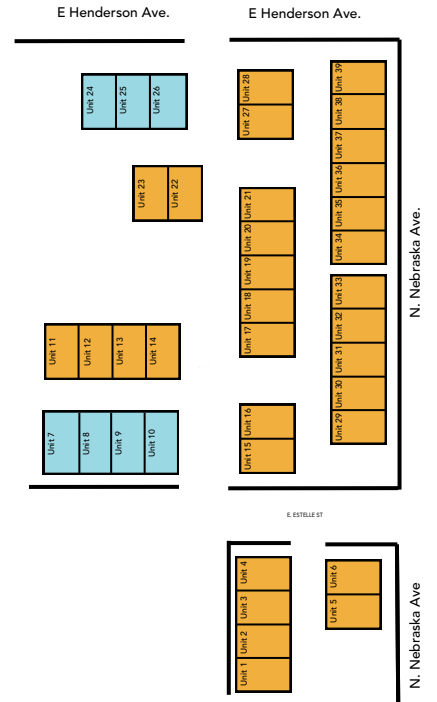 E Henderson Ave.
E Henderson Ave.
Unit 24
Unit 25
Unit 26
Unit 28
Unit 27
Unit 39
Unit 38
Unit 37
Unit 36
Unit 35
Unit 34
Unit 23
Unit 22
Unit 21
Unit 20
Unit 19
Unit 18
Unit 17
N. Nebraska Ave.
Unit 33
Unit 32
Unit 31
Unit 30
Unit 29
Unit 11
Unit 12
Unit 13
Unit 14
Unit 7
Unit 8
Unit 9
Unit 10
Unit 16
Unit 15
E. ESTELLE ST
Unit 4
Unit 3
Unit 2
Unit 1
Unit 6
Unit 5
N. Nebraska Ave